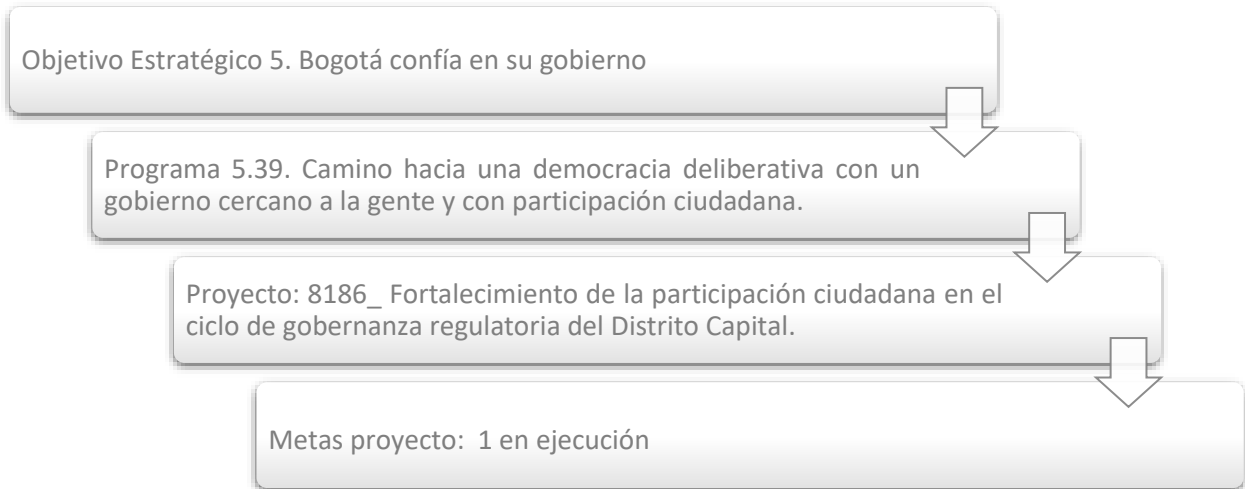 Objetivo Estratégico 5. Bogotá confía en su gobierno
Programa 5.39. Camino hacia una democracia deliberativa con un
gobierno cercano a la gente y con participación ciudadana.
Proyecto: 8186_ Fortalecimiento de la participación ciudadana en el
ciclo de gobernanza regulatoria del Distrito Capital.
Metas proyecto: 1 en ejecución